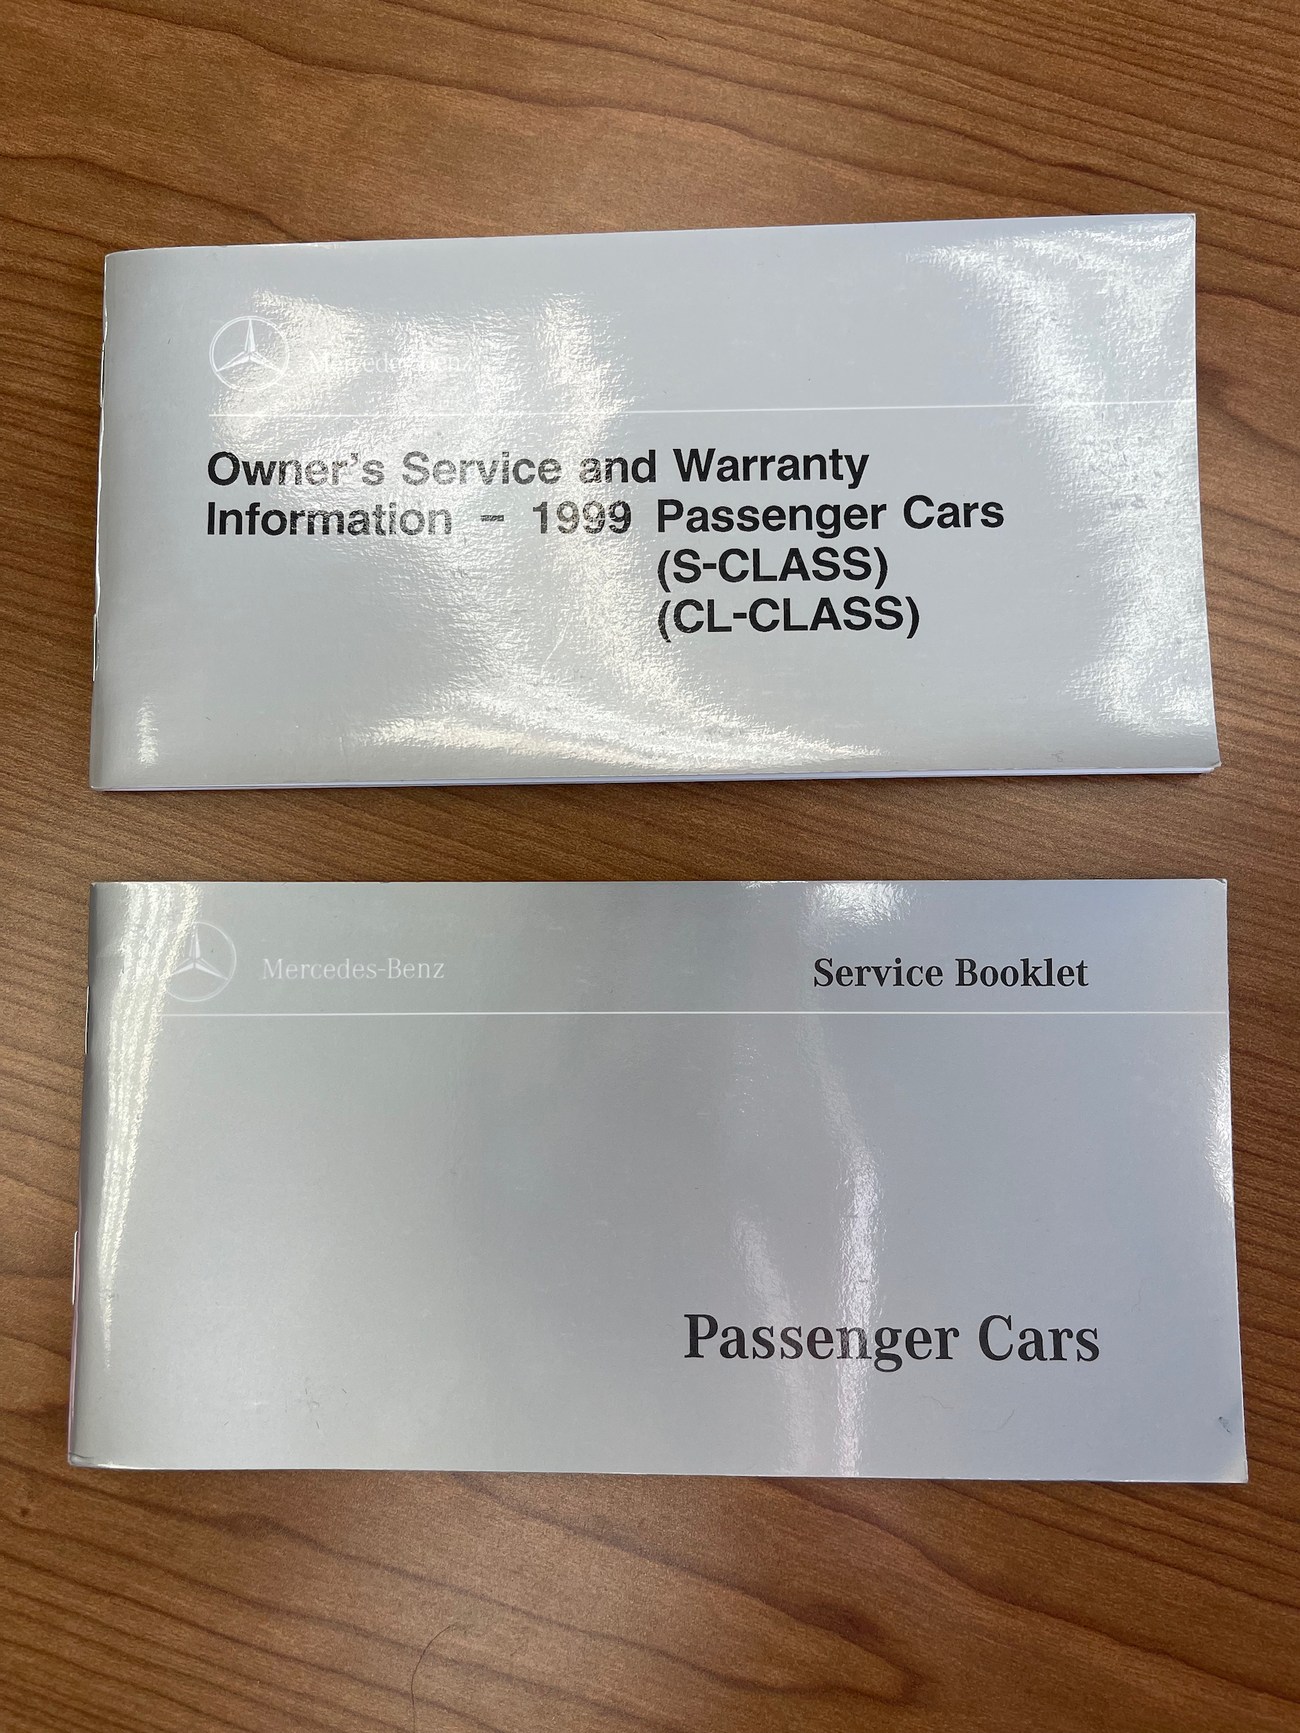 Mercedes-Benz
Owner's Service and Warranty
Information – 1999 Passenger Cars
(S-CLASS)
(CL-CLASS)
Mercedes-Benz
Service Booklet
Passenger Cars